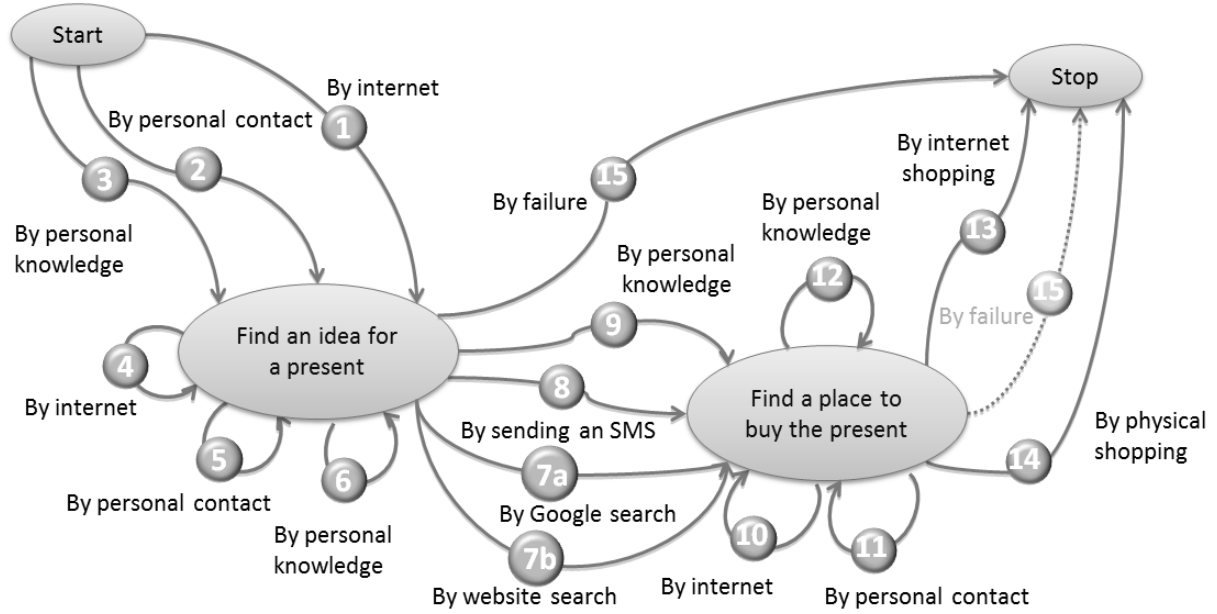 Start
Stop
By internet
1
By personal contact
2
3
By personal
knowledge
15
By failure
By internet
shopping
13
By personal
knowledge
12
By personal
knowledge
9
15
By failure
Find an idea for
a present
4
By internet
8
By sending an SMS
Find a place to
buy the present
By physical
shopping
14
5
By personal contact
6
By personal
knowledge
7a
By Google search
7b
By website search
10
By internet
11
By personal contact